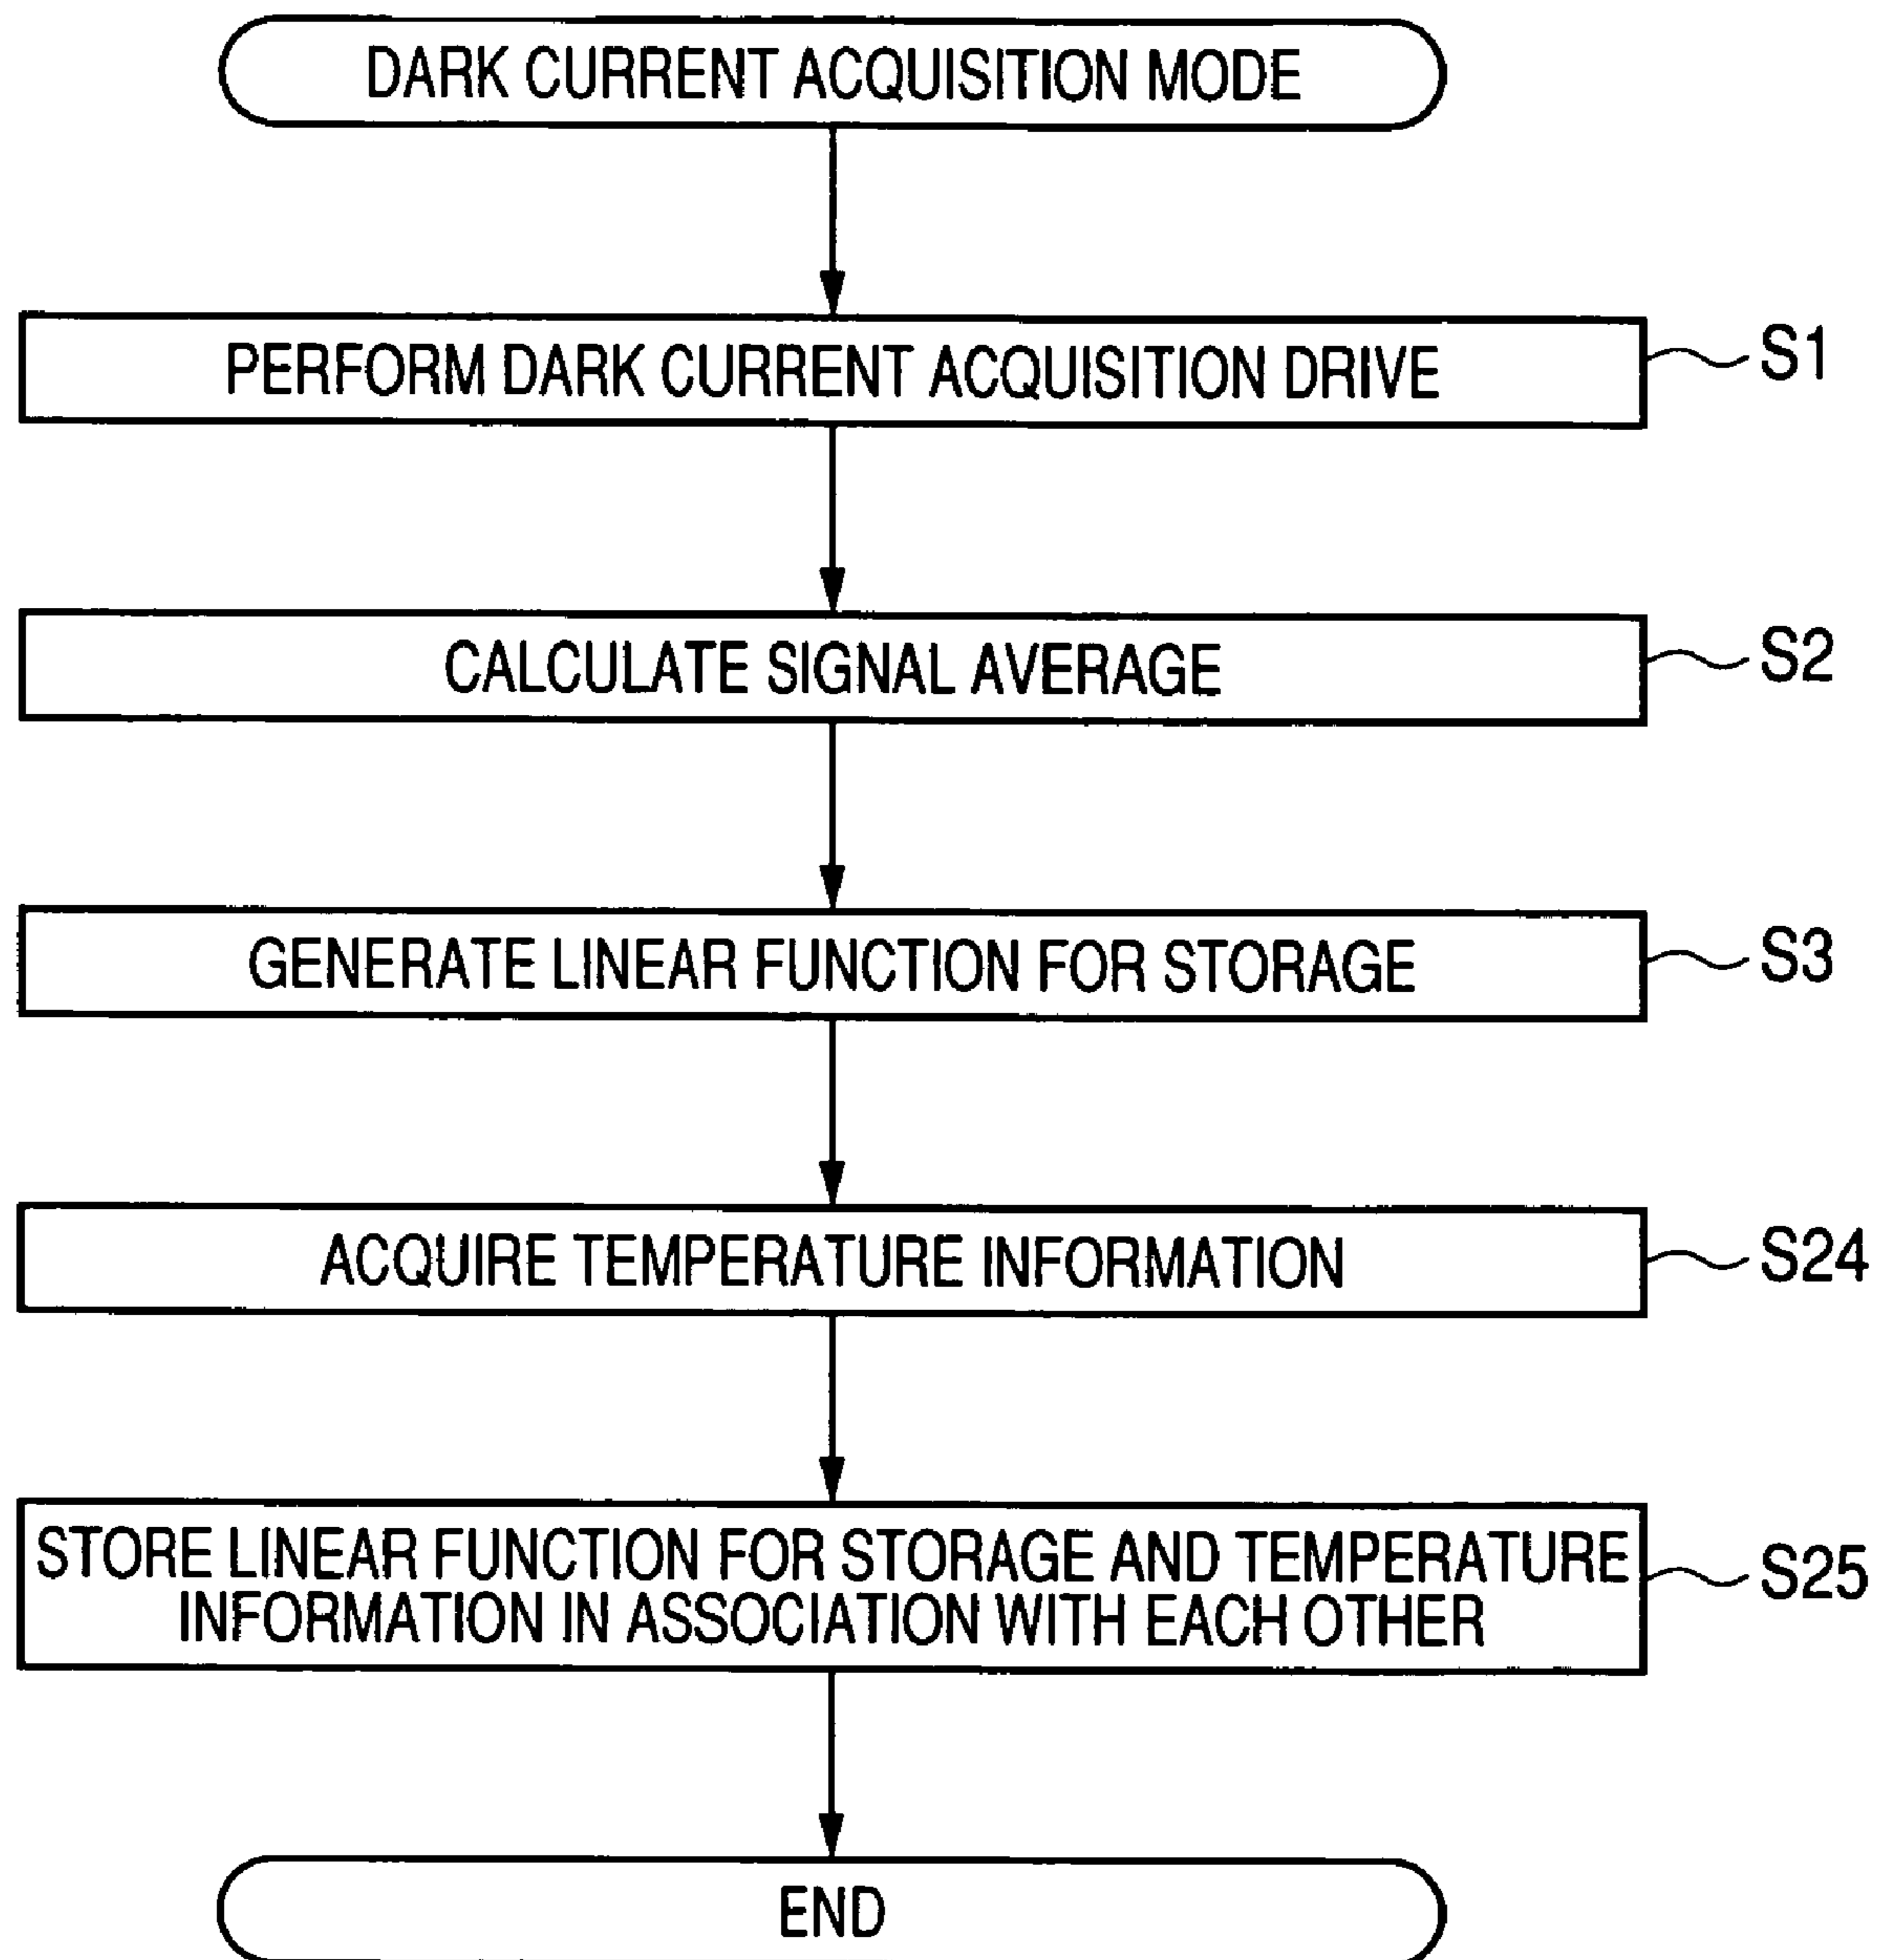 DARK CURRENT ACQUISITION MODE
PERFORM DARK CURRENT ACQUISITION DRIVE
S1
CALCULATE SIGNAL AVERAGE
S2
GENERATE LINEAR FUNCTION FOR STORAGE
S3
ACQUIRE TEMPERATURE INFORMATION
S24
STORE LINEAR FUNCTION FOR STORAGE AND TEMPERATURE
INFORMATION IN ASSOCIATION WITH EACH OTHER
S25
END